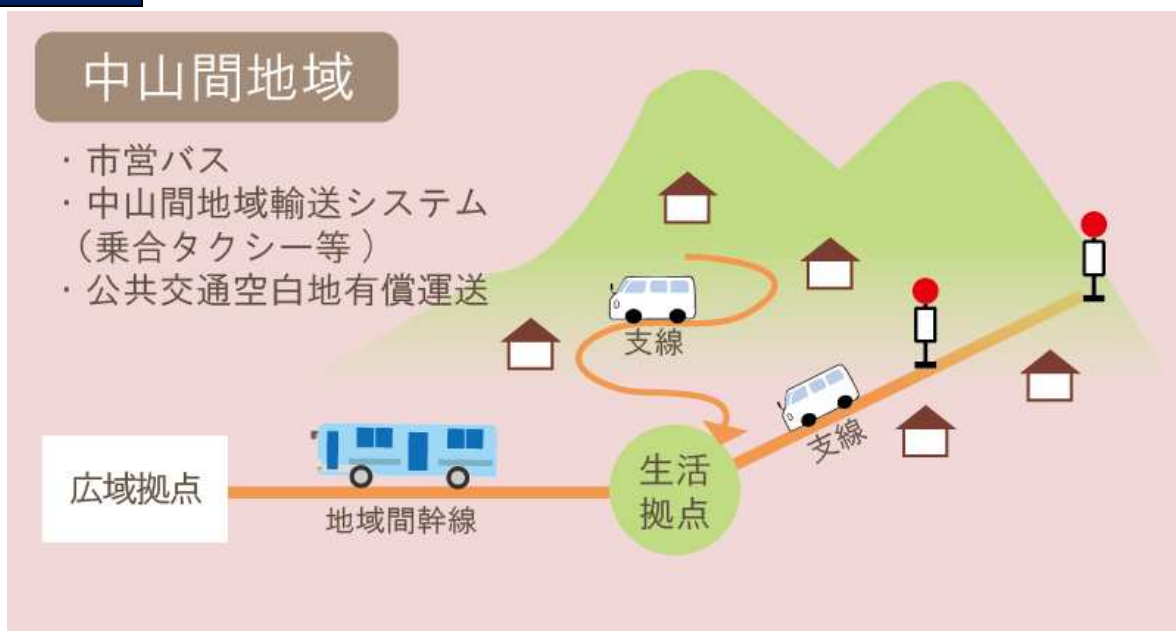 中山間地域
・市営バス
・中山間地域輸送システム
（乗合タクシー等）
・公共交通空白地有償運送
支線
支線
広域拠点
地域間幹線
生活
拠点